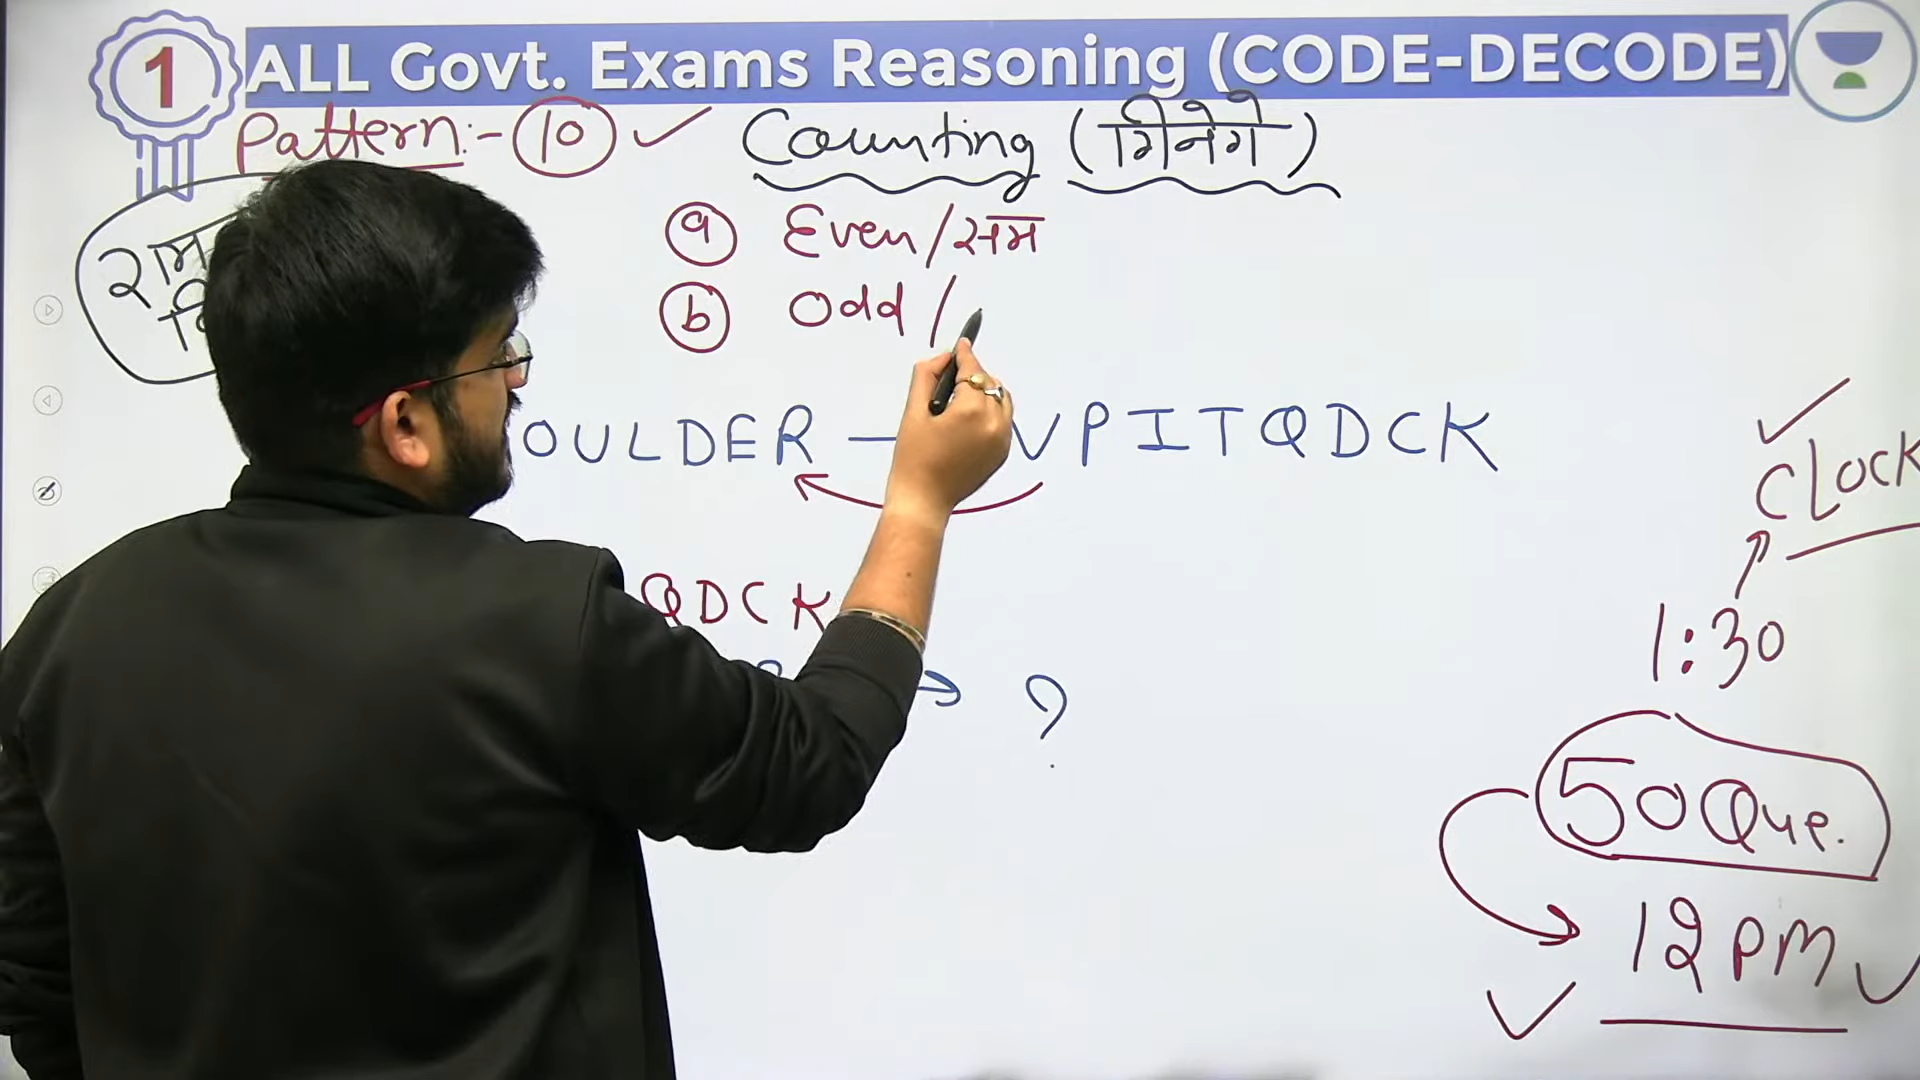 1 ALL Govt. Exams Reasoning (CODE-DECODE)
Pattern:- 10 ✓ Counting (गिनेगे)
a Even/सम
b Odd /
OULDER — VPITQDCK
QDCK
→ ?
CLOCK
1:30
50 Que.
12 PM